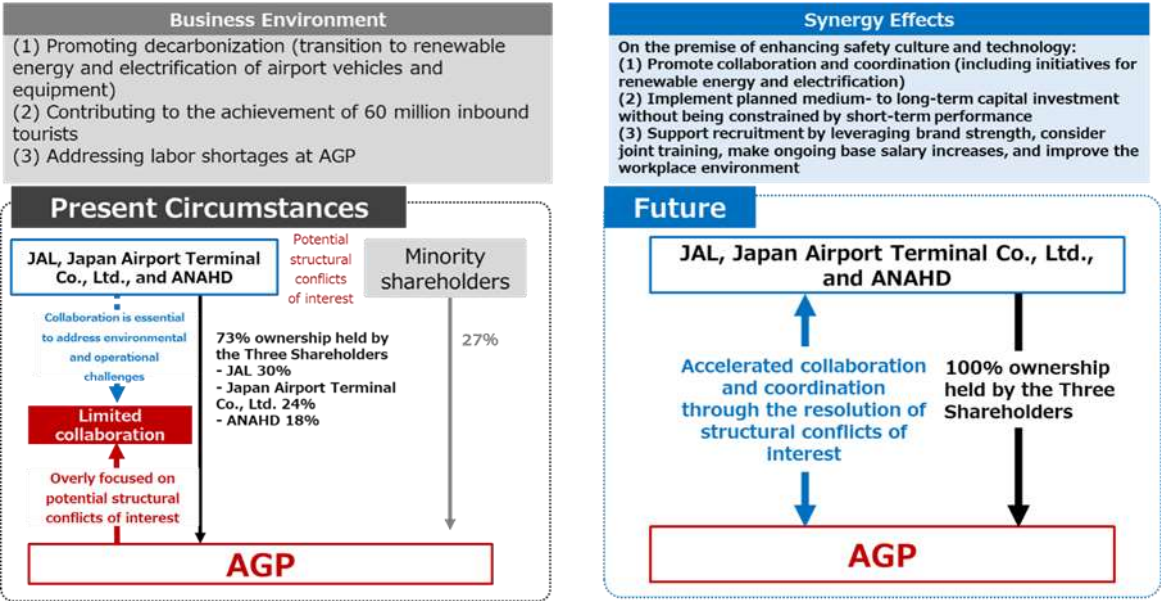 Business Environment
(1) Promoting decarbonization (transition to renewable
energy and electrification of airport vehicles and
equipment)
(2) Contributing to the achievement of 60 million inbound
tourists
(3) Addressing labor shortages at AGP
Present Circumstances
JAL, Japan Airport Terminal
Co., Ltd., and ANAHD
Potential
structural
conflicts
of interest
Minority
shareholders
Collaboration is essential
to address environmental
and operational
challenges
73% ownership held by
the Three Shareholders
- JAL 30%
- Japan Airport Terminal
Co., Ltd. 24%
- ANAHD 18%
27%
Limited
collaboration
Overly focused on
potential structural
conflicts of interest
AGP
Synergy Effects
On the premise of enhancing safety culture and technology:
(1) Promote collaboration and coordination (including initiatives for
renewable energy and electrification)
(2) Implement planned medium- to long-term capital investment
without being constrained by short-term performance
(3) Support recruitment by leveraging brand strength, consider
joint training, make ongoing base salary increases, and improve the
workplace environment
Future
JAL, Japan Airport Terminal Co., Ltd.,
and ANAHD
Accelerated collaboration
and coordination
through the resolution of
structural conflicts of
interest
100% ownership
held by the Three
Shareholders
AGP